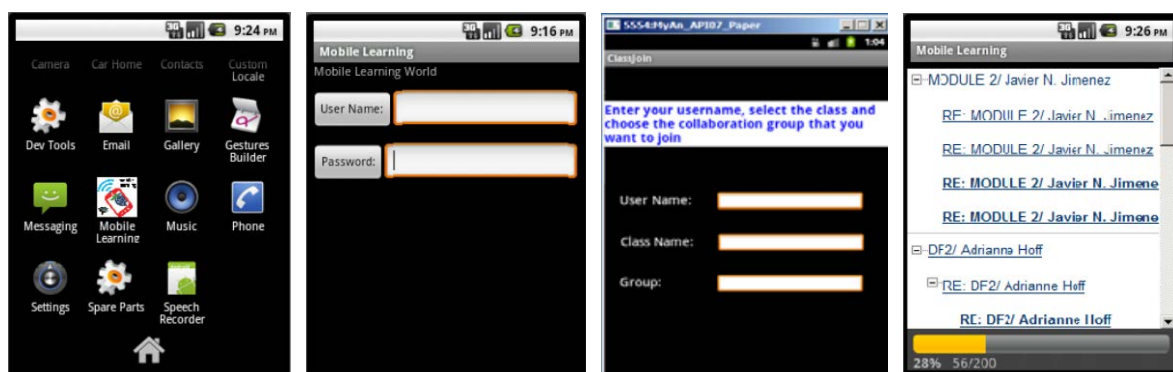 3G 9:24 PM
Camera Car Home Contacts Custom Locale
Dev Tools Email Gallery Gestures Builder
Messaging Mobile Learning Music Phone
Settings Spare Parts Speech Recorder
3G 9:16 PM
Mobile Learning
Mobile Learning World
User Name:
Password:
5554:MyAn_API07_Paper
1:04
ClassJoin
Enter your username, select the class and
choose the collaboration group that you
want to join
User Name:
Class Name:
Group:
3G 9:26 PM
Mobile Learning
MODULE 2/ Javier N. Jimenez
RE: MODULE 2/ Javier N. Jimenez
RE: MODULE 2/ Javier N. Jimenez
RE: MODULE 2/ Javier N. Jimene
RE: MODULE 2/ Javier N. Jimene
DF2/ Adrianna Hoff
RE: DF2/ Adrianna Hoff
RE: DF2/ Adrianne Hoff
28% 56/200